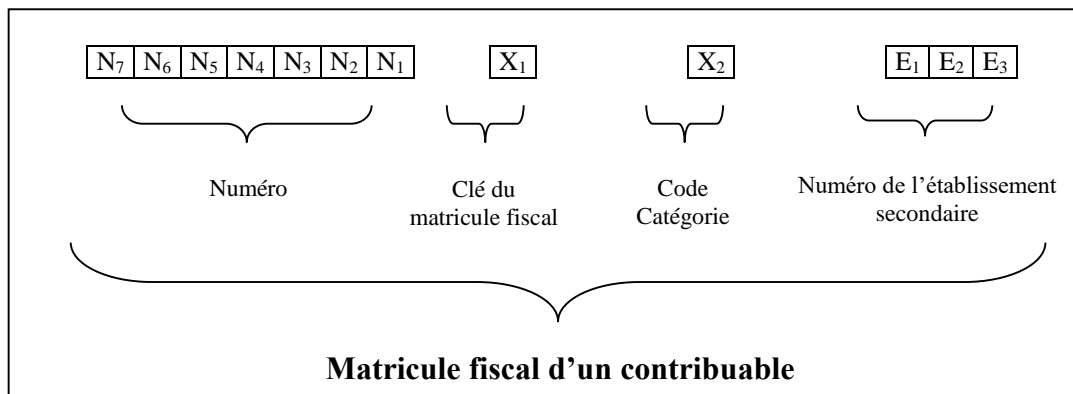 N₇ N₆ N₅ N₄ N₃ N₂ N₁ X₁ X₂ E₁ E₂ E₃
Numéro
Clé du
matricule fiscal
Code
Catégorie
Numéro de l’établissement
secondaire
Matricule fiscal d’un contribuable